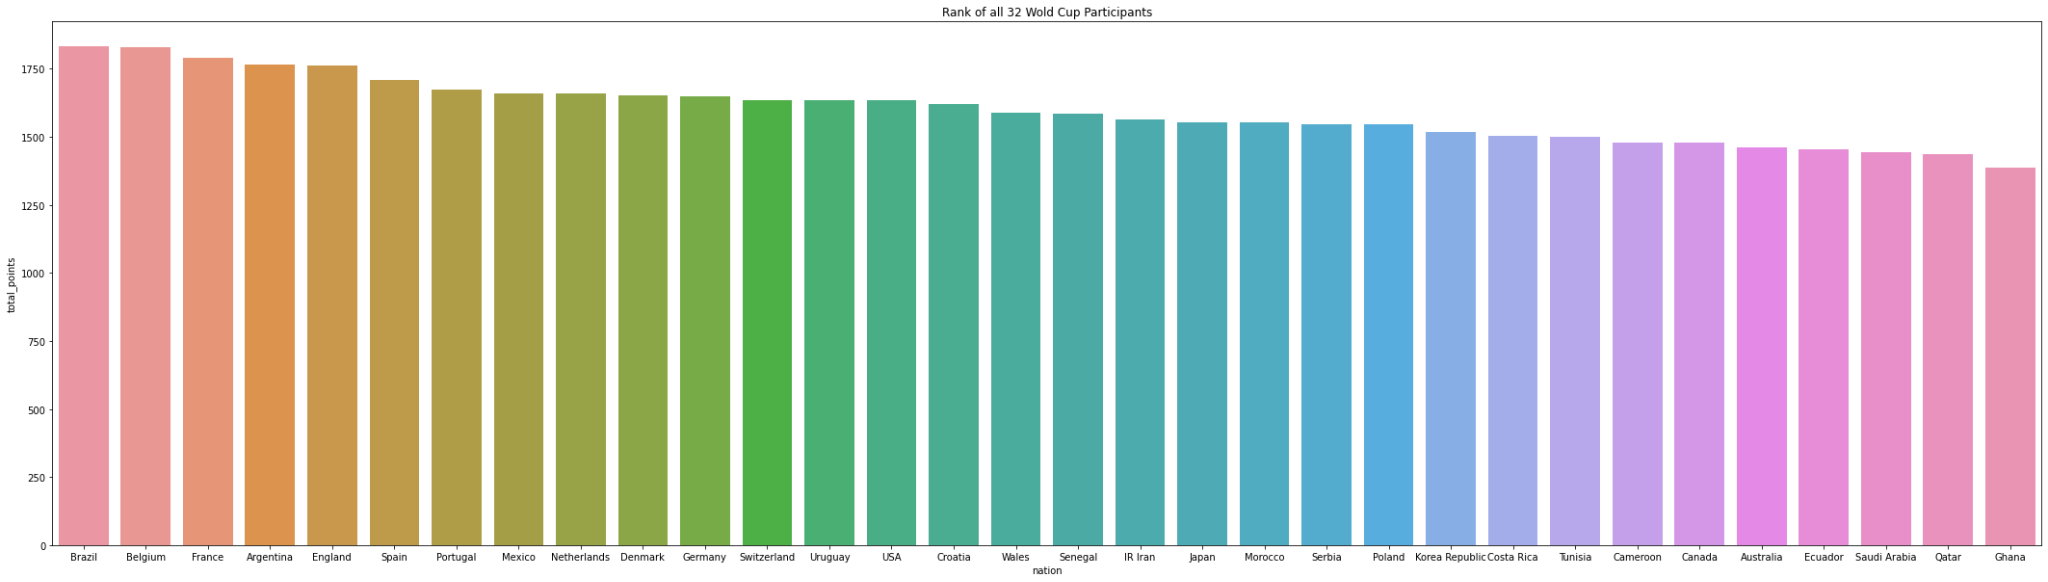 Rank of all 32 Wold Cup Participants
total_points
1750
1500
1250
1000
750
500
250
0
Brazil Belgium France Argentina England Spain Portugal Mexico Netherlands Denmark Germany Switzerland Uruguay USA Croatia Wales Senegal IR Iran Japan Morocco Serbia Poland Korea Republic Costa Rica Tunisia Cameroon Canada Australia Ecuador Saudi Arabia Qatar Ghana
nation